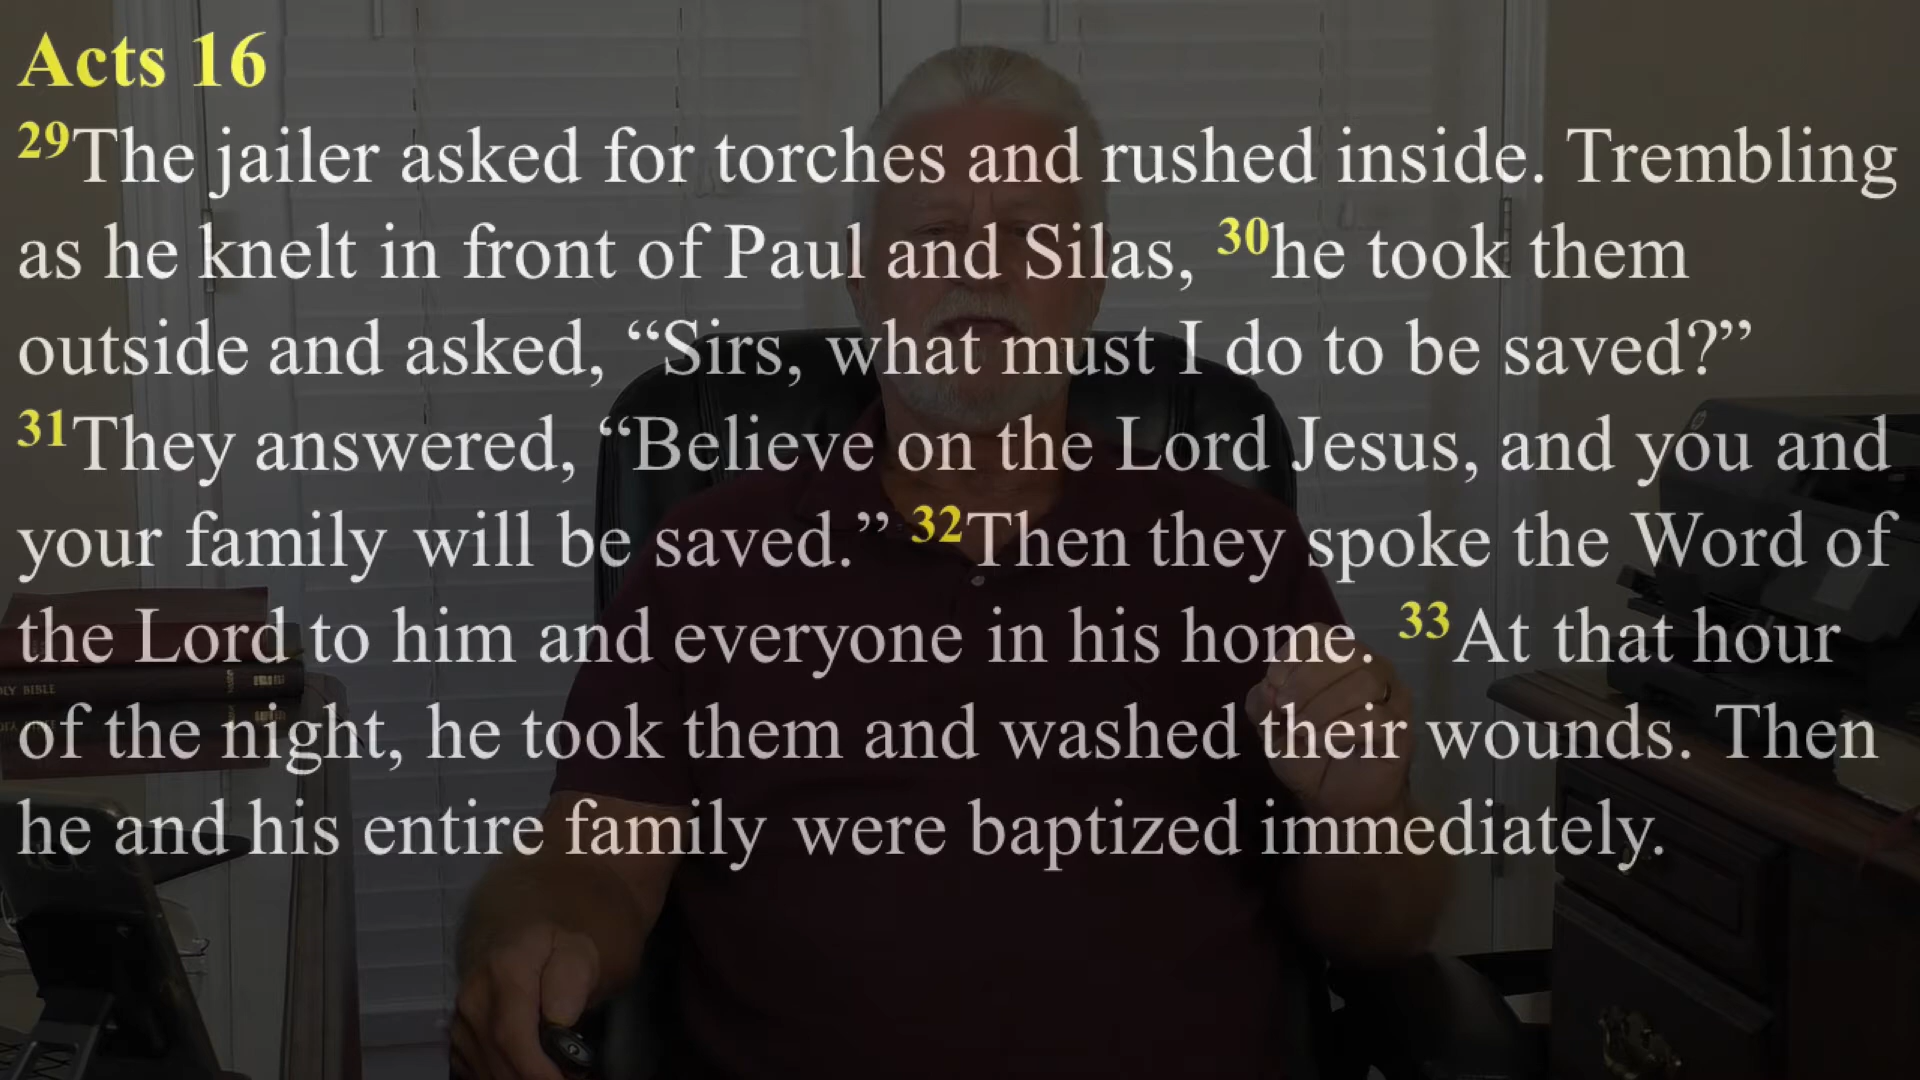 Acts 16
29The jailer asked for torches and rushed inside. Trembling
as he knelt in front of Paul and Silas, 30he took them
outside and asked, “Sirs, what must I do to be saved?”
31They answered, “Believe on the Lord Jesus, and you and
your family will be saved.” 32Then they spoke the Word of
the Lord to him and everyone in his home. 33At that hour
of the night, he took them and washed their wounds. Then
he and his entire family were baptized immediately.
BIBLE